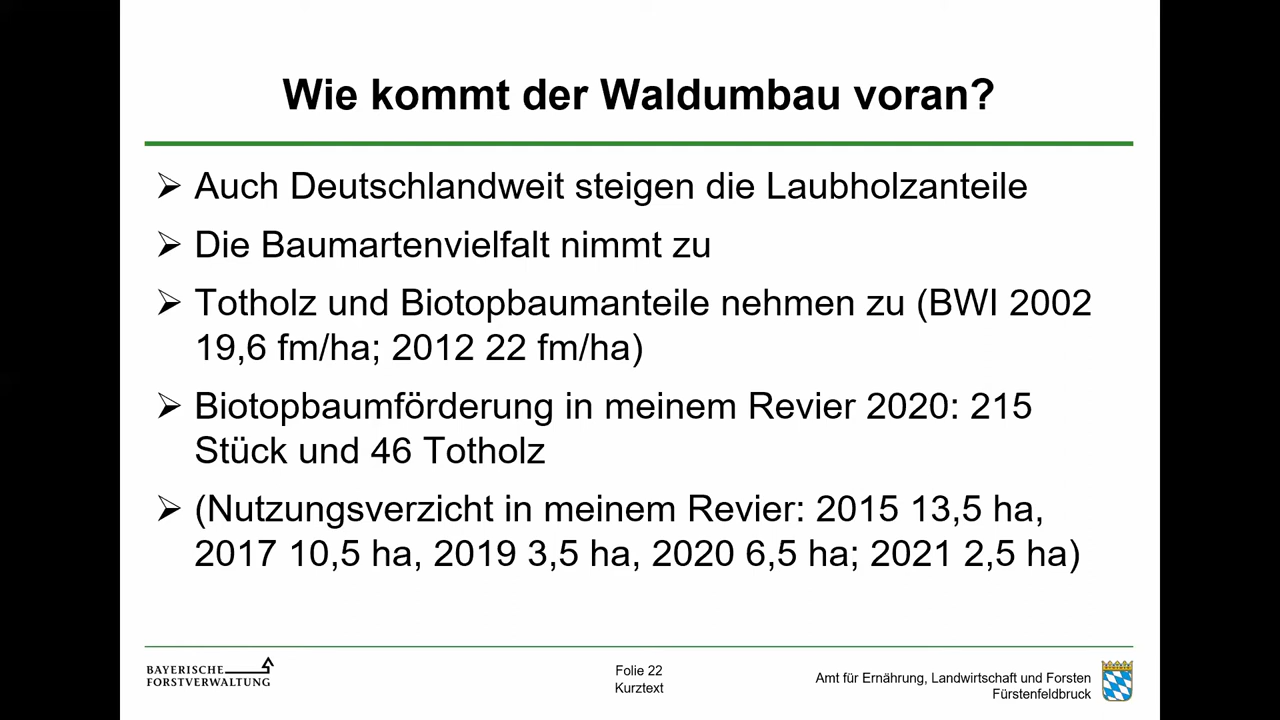 Wie kommt der Waldumbau voran?
Auch Deutschlandweit steigen die Laubholzanteile
Die Baumartenvielfalt nimmt zu
Totholz und Biotopbaumanteile nehmen zu (BWI 2002
19,6 fm/ha; 2012 22 fm/ha)
Biotopbaumförderung in meinem Revier 2020: 215
Stück und 46 Totholz
(Nutzungsverzicht in meinem Revier: 2015 13,5 ha,
2017 10,5 ha, 2019 3,5 ha, 2020 6,5 ha; 2021 2,5 ha)
BAYERISCHE
FORSTVERWALTUNG
Folie 22
Kurztext
Amt für Ernährung, Landwirtschaft und Forsten
Fürstenfeldbruck